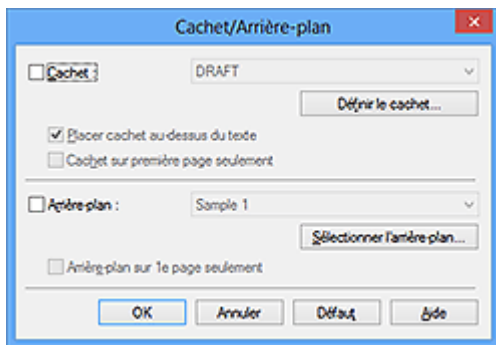 Cachet/Arrière-plan
Cachet : DRAFT
Définir le cachet...
Placer cachet au-dessus du texte
Cachet sur première page seulement
Arrière-plan : Sample 1
Sélectionner l'arrière-plan...
Arrière-plan sur 1e page seulement
OK Annuler Défaut Aide